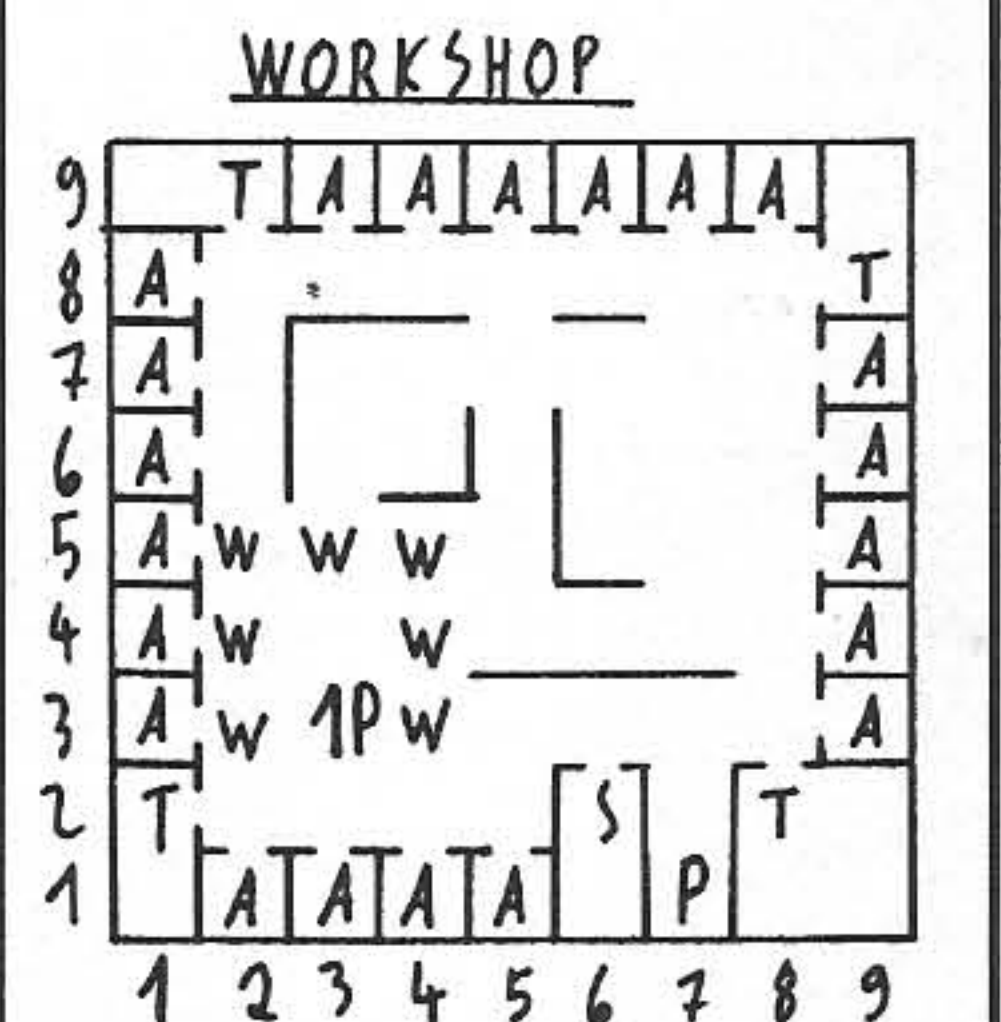 WORKSHOP
9 T A A A A A A
8 A T
7 A A
6 A A
5 A W W W A
4 A W W A
3 A W 1P W A
2 T S T
1 A A A A P
1 2 3 4 5 6 7 8 9